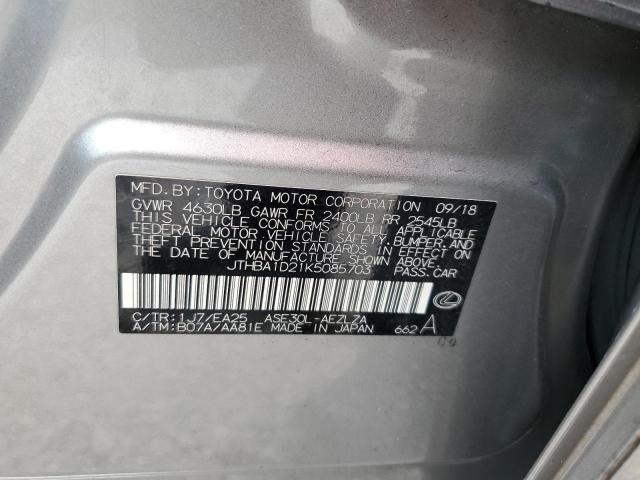 MFD. BY: TOYOTA MOTOR CORPORATION 09/18
GVWR 4630LB GAWR FR 2400LB RR 2545LB
THIS VEHICLE CONFORMS TO ALL APPLICABLE
FEDERAL MOTOR VEHICLE SAFETY, BUMPER, AND
THEFT PREVENTION STANDARDS IN EFFECT ON
THE DATE OF MANUFACTURE SHOWN ABOVE.
JTHBA1D21K5085703 PASS. CAR
C/TR: 1J7/EA25 ASE30L-AEZLZA
A/TM: B07A/AA81E MADE IN JAPAN 662 A